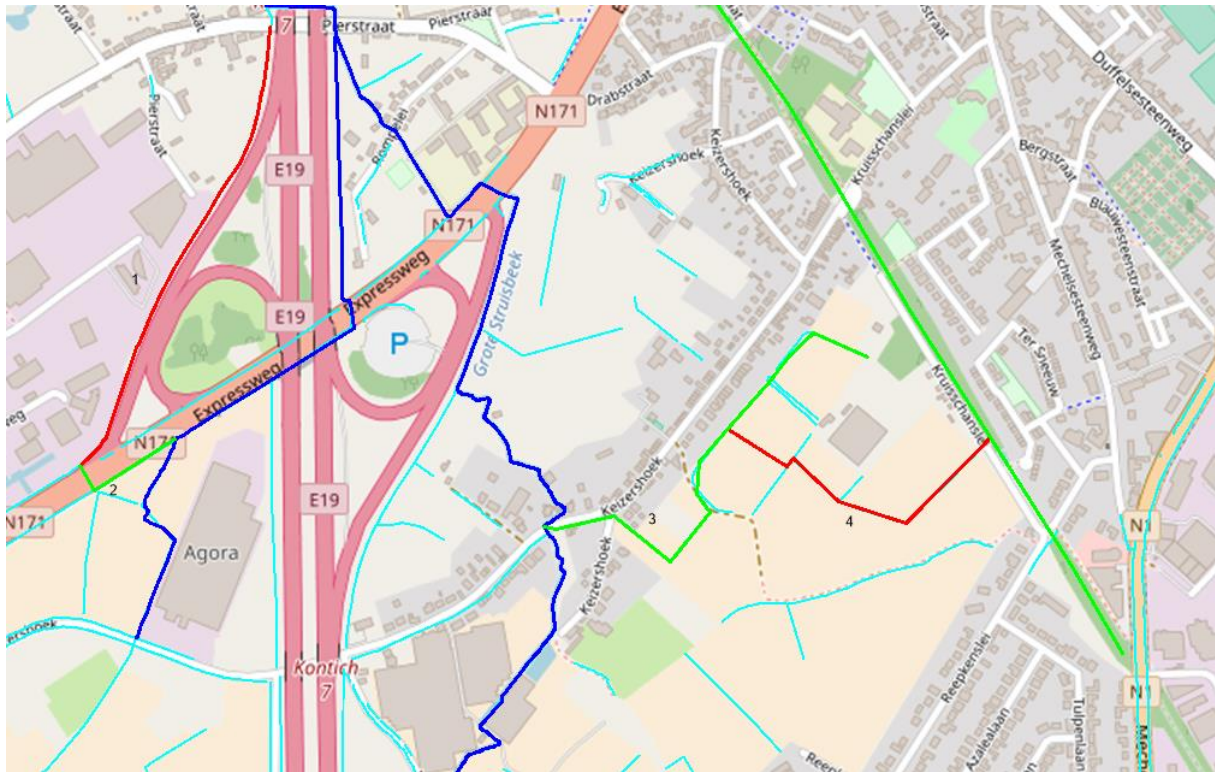 7
Pierstraat
Pierstraat
Duffelsesteenweg
Drabstraat
N171
Pierstraat
Rompelei
Kruisschanslei
Keizershoek
Bergstraat
Keizershoek
E19
Blauwesteenstraat
N171
Mechelsesteenweg
1
Expressweg
Grote Struisbeek
E19
P
Ter Sneeuw
Expressweg
Kruisschanslei
N171
2
E19
Keizershoek
3
4
N171
N1
Agora
Keizershoek
Kontich
7
Reepkenslei
N1
Azalealaan
Tulpenlaan